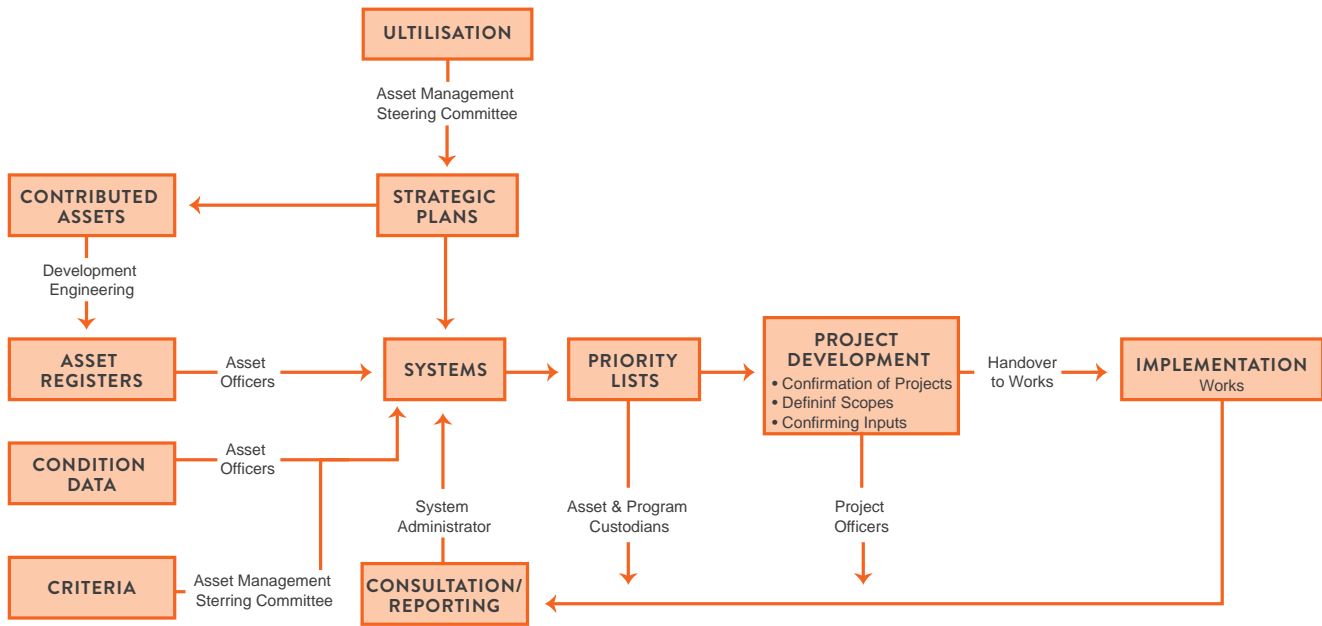 ULTILISATION
Asset Management
Steering Committee
CONTRIBUTED
ASSETS
STRATEGIC
PLANS
Development
Engineering
ASSET
REGISTERS
Asset
Officers
SYSTEMS
PRIORITY
LISTS
PROJECT
DEVELOPMENT
• Confirmation of Projects
• Defininf Scopes
• Confirming Inputs
Handover
to Works
IMPLEMENTATION
Works
CONDITION
DATA
Asset
Officers
System
Administrator
Asset & Program
Custodians
Project
Officers
CRITERIA
Asset Management
Sterring Committee
CONSULTATION/
REPORTING